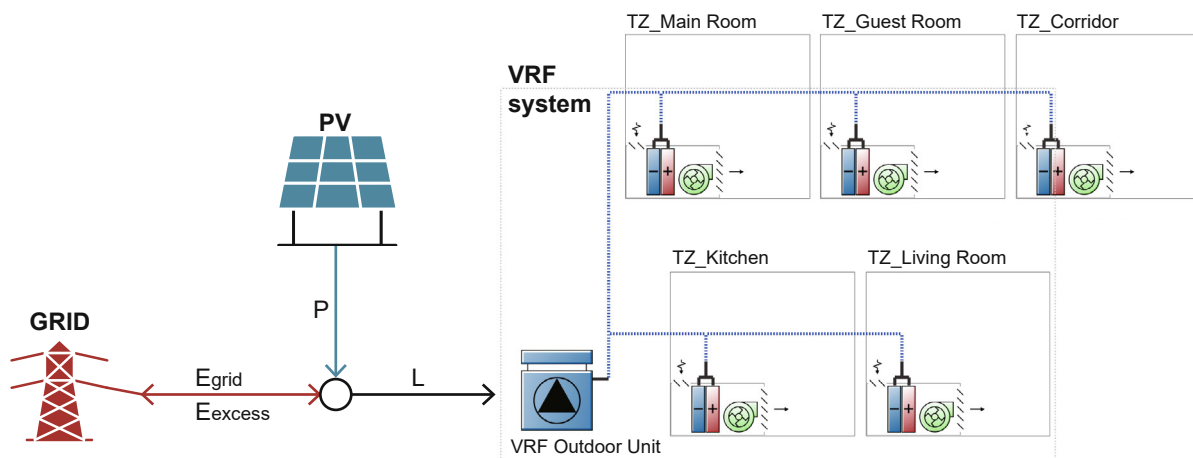 TZ_Main Room
TZ_Guest Room
TZ_Corridor
VRF
system
PV
TZ_Kitchen
TZ_Living Room
P
GRID
Egrid
L
Eexcess
VRF Outdoor Unit